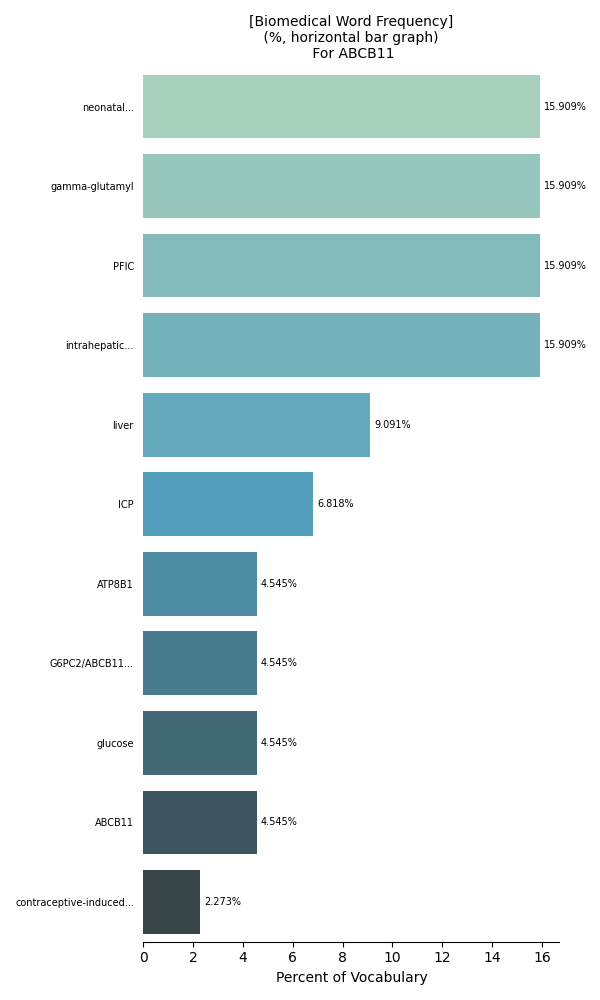 [Biomedical Word Frequency]
(%, horizontal bar graph)
For ABCB11
neonatal... 15.909%
gamma-glutamyl 15.909%
PFIC 15.909%
intrahepatic... 15.909%
liver 9.091%
ICP 6.818%
ATP8B1 4.545%
G6PC2/ABCB11... 4.545%
glucose 4.545%
ABCB11 4.545%
contraceptive-induced... 2.273%
0 2 4 6 8 10 12 14 16
Percent of Vocabulary